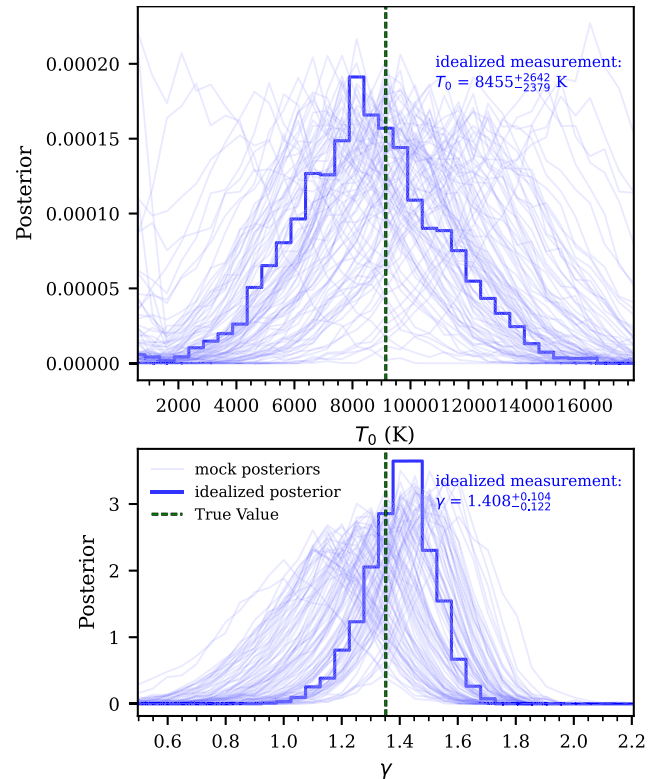 0.00020
0.00015
0.00010
0.00005
0.00000
Posterior
idealized measurement:
T₀ = 8455⁺²⁶⁴²₋₂₃₇₉ K
2000 4000 6000 8000 10000 12000 14000 16000
T₀ (K)
3
2
1
0
Posterior
mock posteriors
idealized posterior
True Value
idealized measurement:
γ = 1.408⁺⁰·¹⁰⁴₋₀.₁₂₂
0.6 0.8 1.0 1.2 1.4 1.6 1.8 2.0 2.2
γ